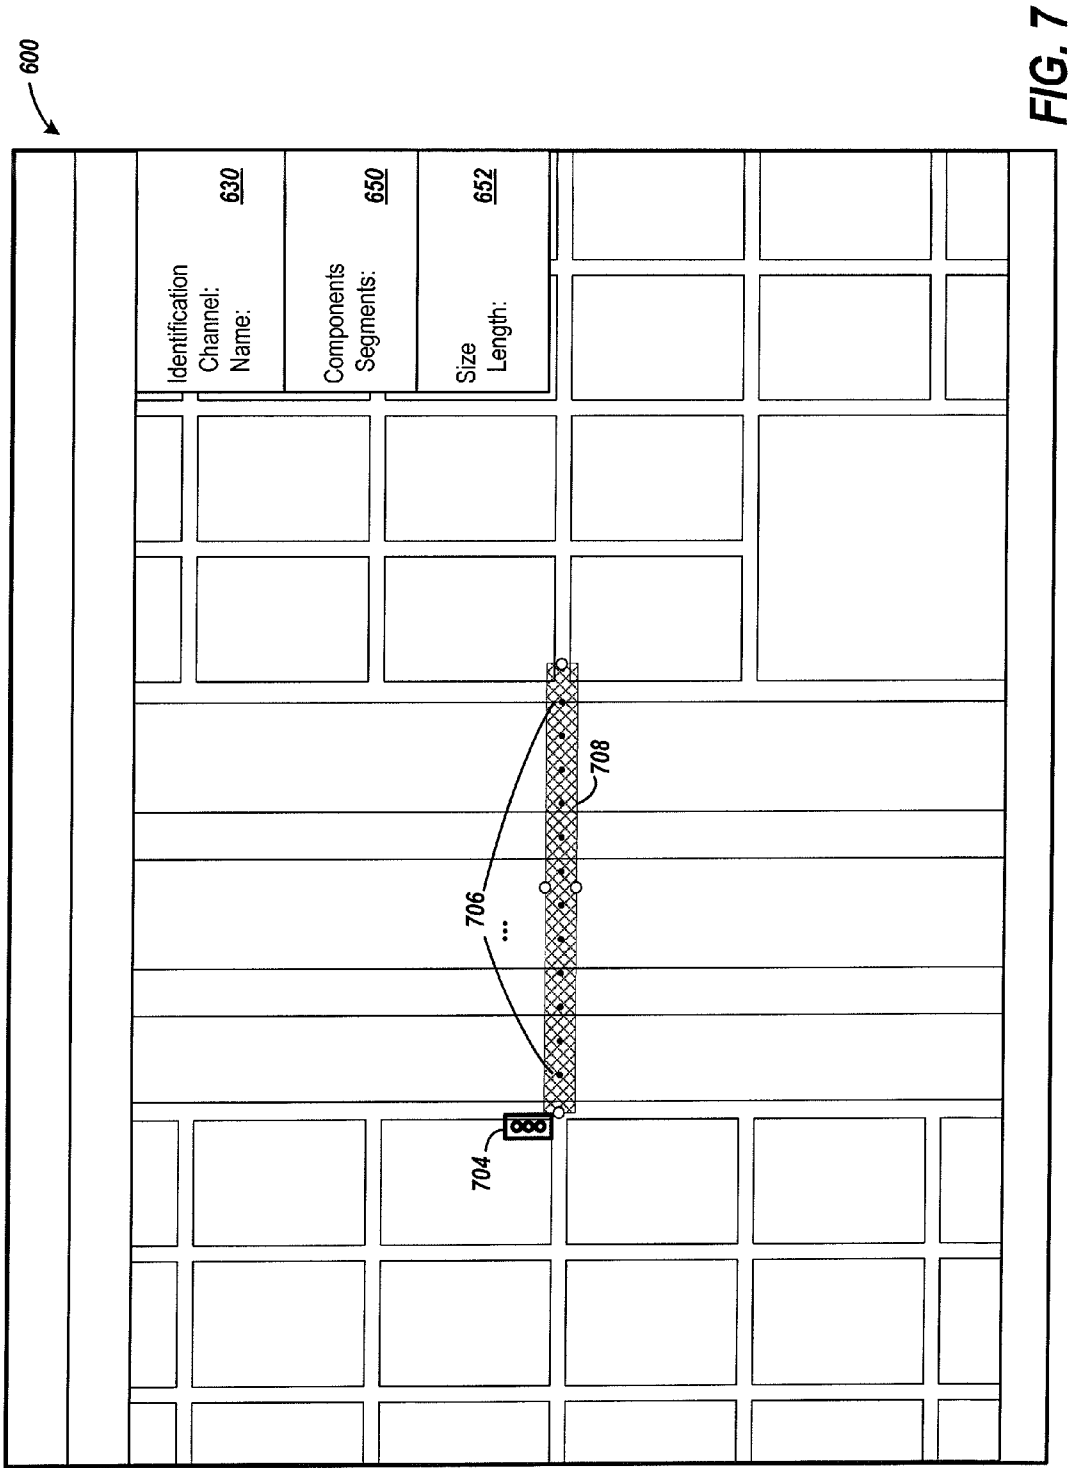 600
Identification
Channel:
Name:
630
Components
Segments:
650
Size
Length:
652
706
...
708
704
FIG. 7